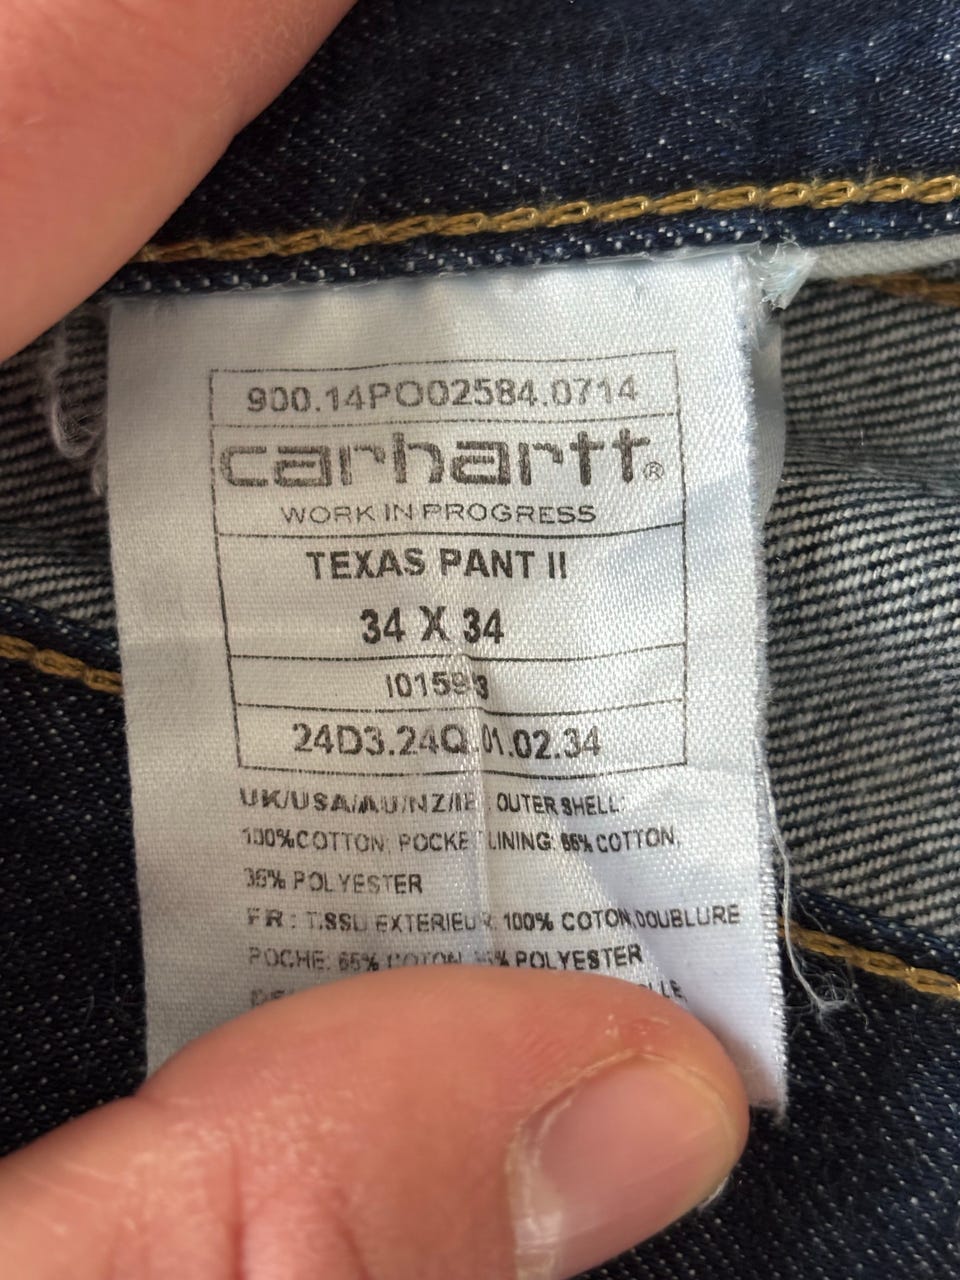 900.14PO02584.0714
carhartt®
WORK IN PROGRESS
TEXAS PANT II
34 X 34
I015933
24D3.24Q.01.02.34
UK/USA/AU/NZ/IE: OUTER SHELL:
100%COTTON; POCKET LINING: 65% COTTON,
35% POLYESTER
FR: TISSU EXTERIEUR: 100% COTON,DOUBLURE
POCHE: 65% COTON, 35% POLYESTER